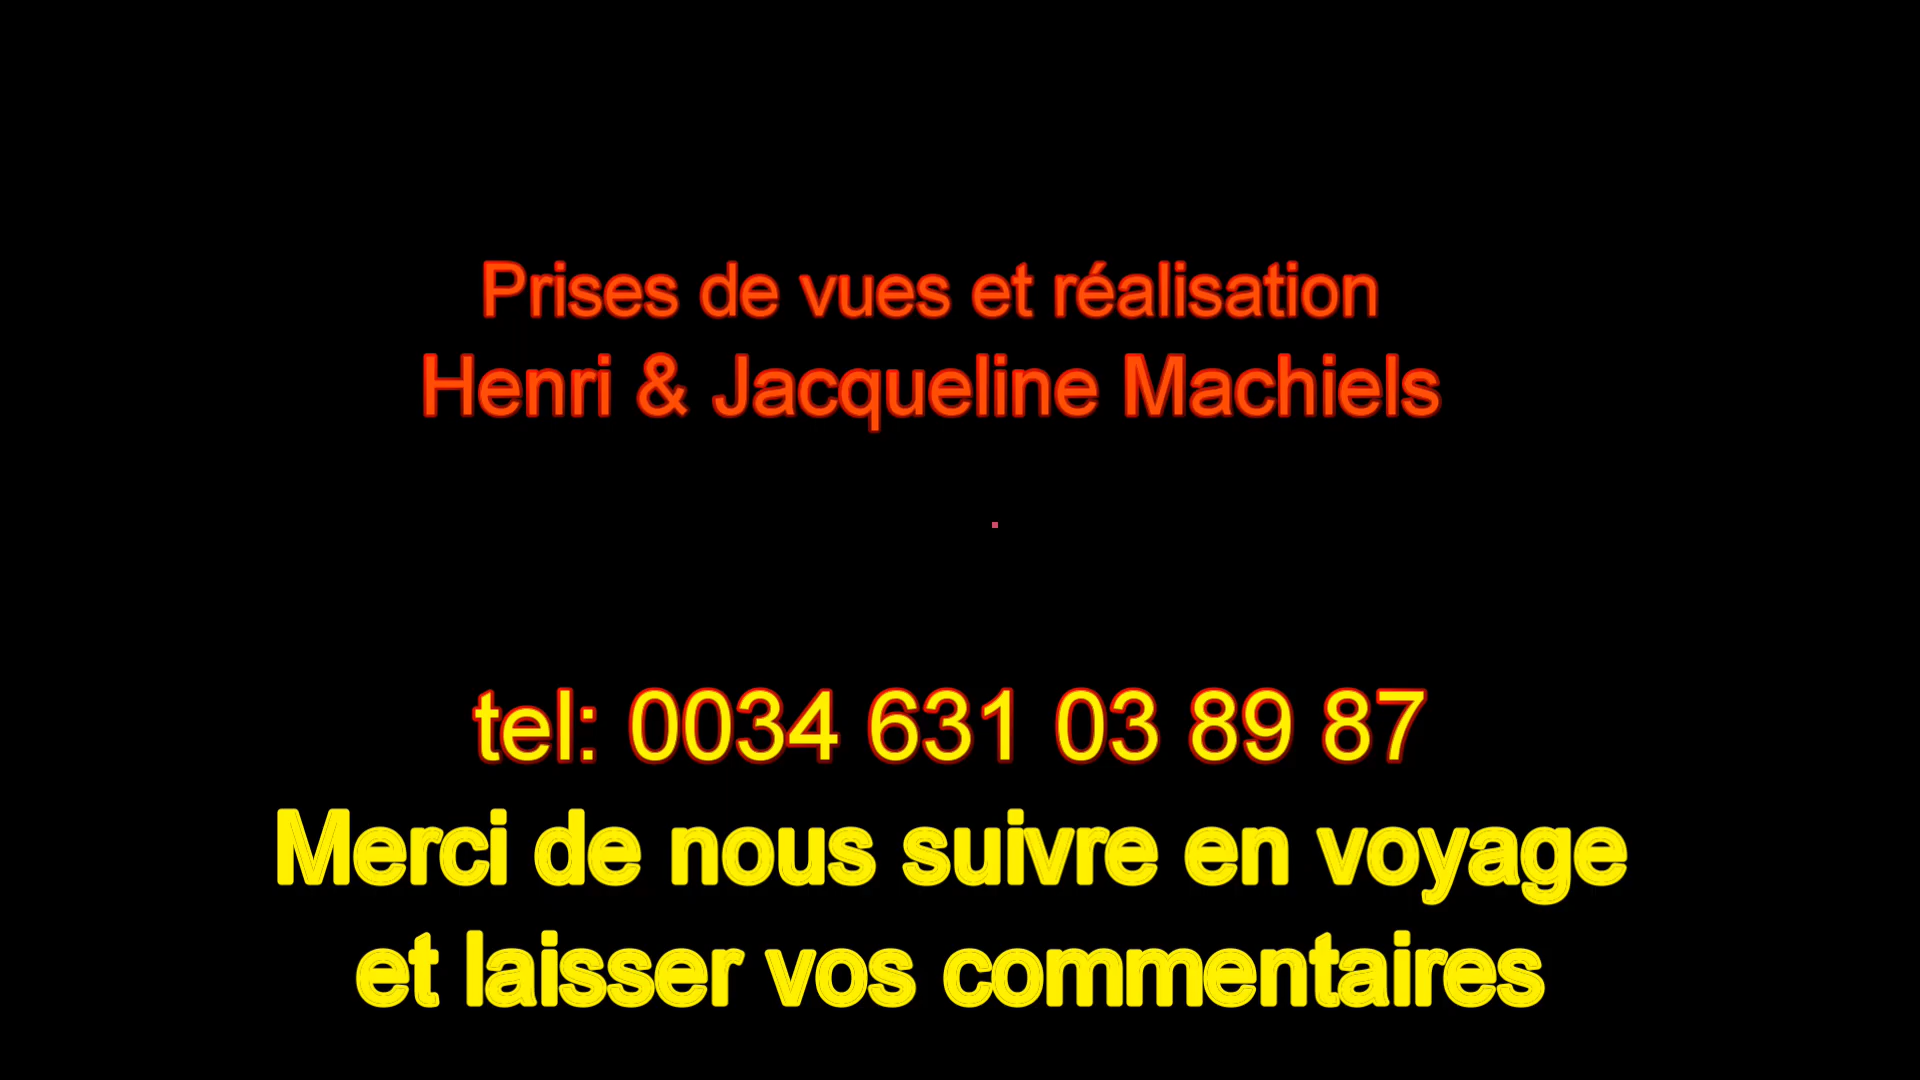 Prises de vues et réalisation
Henri & Jacqueline Machiels
tel: 0034 631 03 89 87
Merci de nous suivre en voyage
et laisser vos commentaires